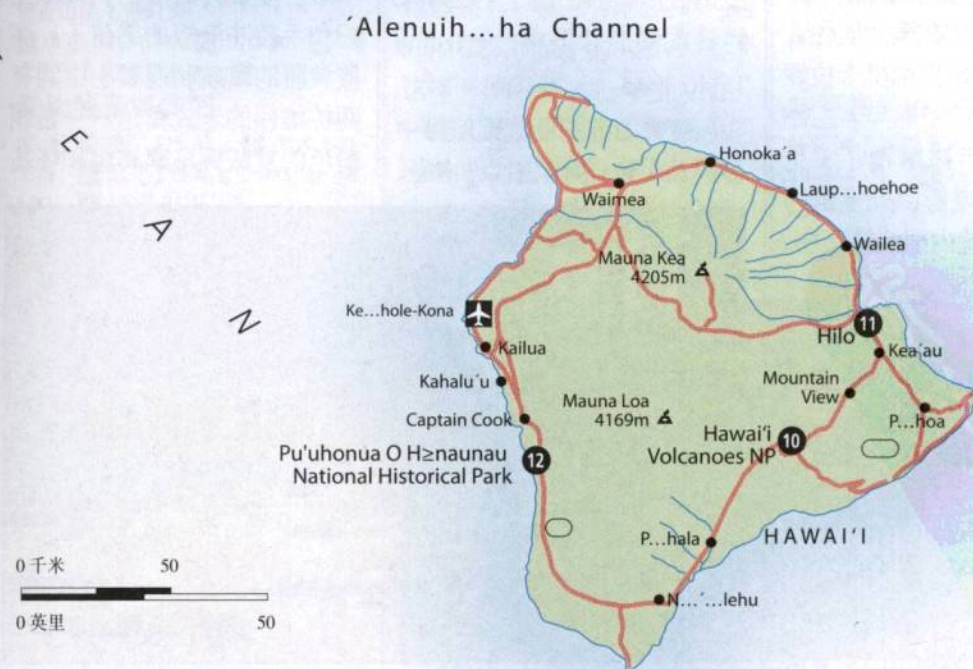 ´Alenuih...ha Channel
E
A
N
Honoka´a
Waimea
Laup...hoehoe
Wailea
Mauna Kea
4205m
Ke...hole-Kona
11
Hilo
Kailua
Kea´au
Kahalu´u
Mountain
View
Mauna Loa
4169m
Captain Cook
P...hoa
Hawai‘i
Volcanoes NP
10
Pu'uhonua O H≥naunau
National Historical Park
12
P...hala
HAWAI‘I
N...´...lehu
0 千米 50
0 英里 50